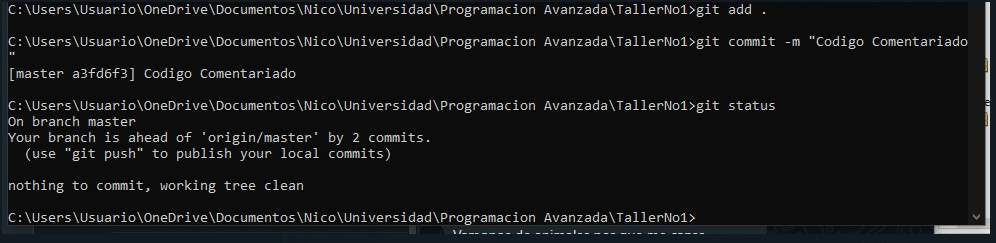 C:\Users\Usuario\OneDrive\Documentos\Nico\Universidad\Programacion Avanzada\TallerNo1>git add .
C:\Users\Usuario\OneDrive\Documentos\Nico\Universidad\Programacion Avanzada\TallerNo1>git commit -m "Codigo Comentariado
"
[master a3fd6f3] Codigo Comentariado
C:\Users\Usuario\OneDrive\Documentos\Nico\Universidad\Programacion Avanzada\TallerNo1>git status
On branch master
Your branch is ahead of 'origin/master' by 2 commits.
(use "git push" to publish your local commits)
nothing to commit, working tree clean
C:\Users\Usuario\OneDrive\Documentos\Nico\Universidad\Programacion Avanzada\TallerNo1>